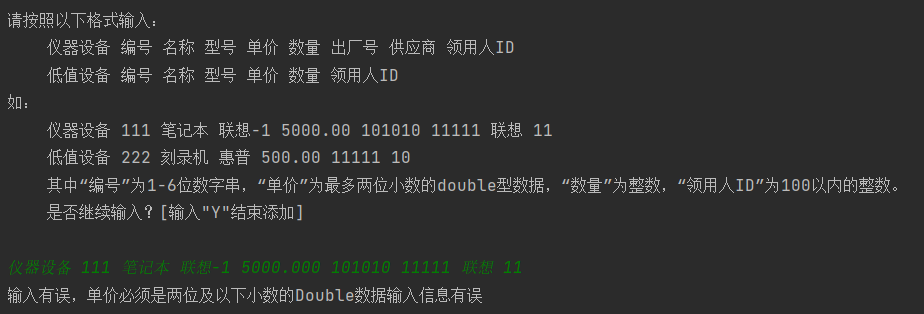 请按照以下格式输入：
仪器设备 编号 名称 型号 单价 数量 出厂号 供应商 领用人ID
低值设备 编号 名称 型号 单价 数量 领用人ID
如：
仪器设备 111 笔记本 联想-1 5000.00 101010 11111 联想 11
低值设备 222 刻录机 惠普 500.00 11111 10
其中“编号”为1-6位数字串，“单价”为最多两位小数的double型数据，“数量”为整数，“领用人ID”为100以内的整数。
是否继续输入？[输入"Y"结束添加]
仪器设备 111 笔记本 联想-1 5000.000 101010 11111 联想 11
输入有误，单价必须是两位及以下小数的Double数据输入信息有误